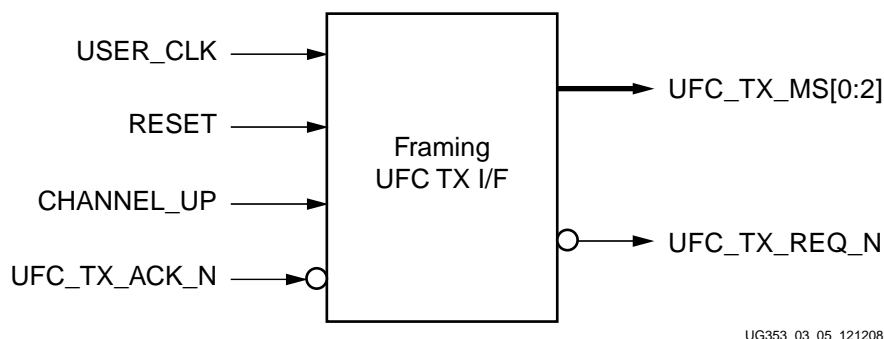 USER_CLK
RESET
CHANNEL_UP
UFC_TX_ACK_N
Framing
UFC TX I/F
UFC_TX_MS[0:2]
UFC_TX_REQ_N
UG353_03_05_121208